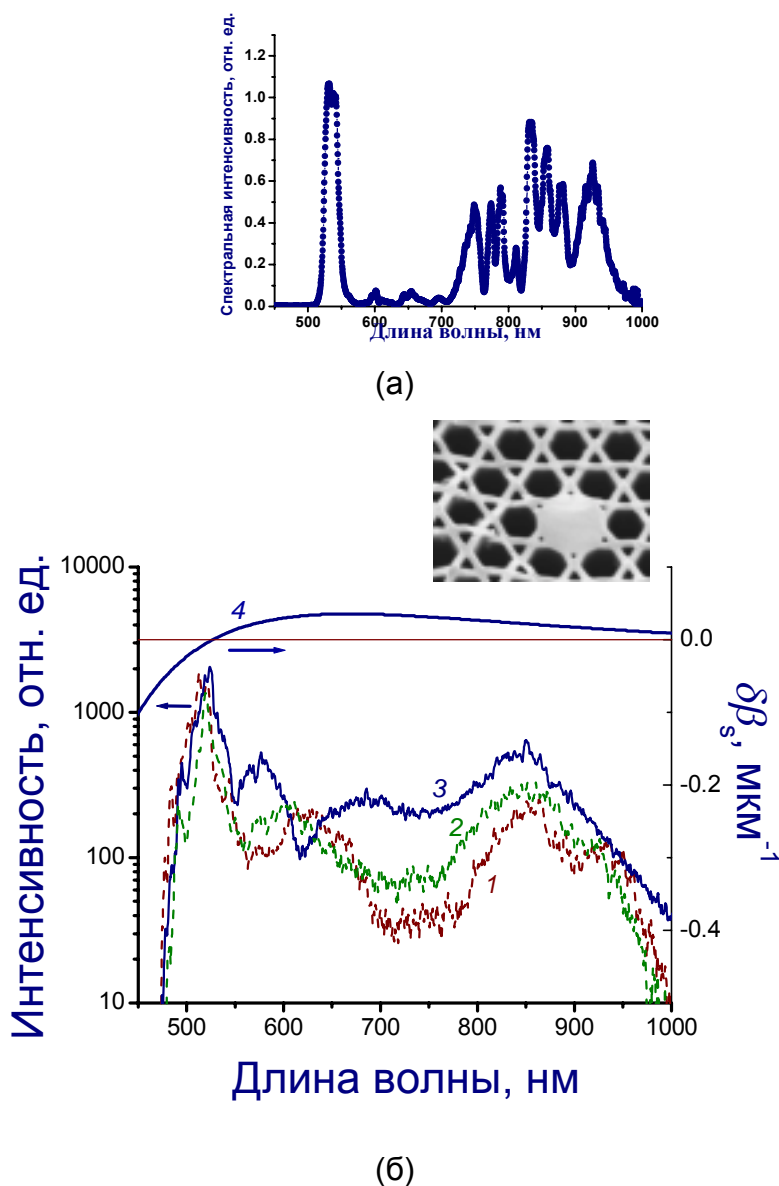 Спектральная интенсивность, отн. ед.
1.2
1.0
0.8
0.6
0.4
0.2
0.0
500 600 700 800 900 1000
Длина волны, нм
(а)
Интенсивность, отн. ед.
10000
1000
100
10
4
3
2
1
0.0
-0.2
-0.4
δβs, мкм-1
500 600 700 800 900 1000
Длина волны, нм
(б)